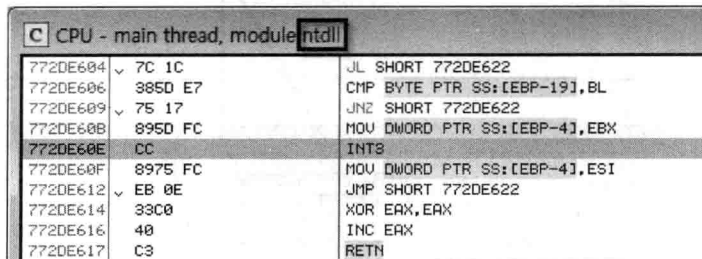 C CPU - main thread, module ntdll
772DE604 7C 1C JL SHORT 772DE622
772DE606 385D E7 CMP BYTE PTR SS:[EBP-19],BL
772DE609 75 17 JNZ SHORT 772DE622
772DE60B 895D FC MOV DWORD PTR SS:[EBP-4],EBX
772DE60E CC INT3
772DE60F 8975 FC MOV DWORD PTR SS:[EBP-4],ESI
772DE612 EB 0E JMP SHORT 772DE622
772DE614 33C0 XOR EAX,EAX
772DE616 40 INC EAX
772DE617 C3 RETN